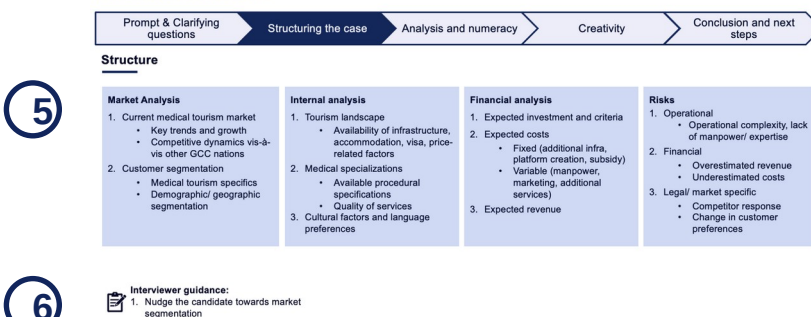 Prompt & Clarifying
questions
Structuring the case
Analysis and numeracy
Creativity
Conclusion and next
steps
Structure
5
Market Analysis
1. Current medical tourism market
• Key trends and growth
• Competitive dynamics vis-à-
vis other GCC nations
2. Customer segmentation
• Medical tourism specifics
• Demographic/ geographic
segmentation
Internal analysis
1. Tourism landscape
• Availability of infrastructure,
accommodation, visa, price-
related factors
2. Medical specializations
• Available procedural
specifications
• Quality of services
3. Cultural factors and language
preferences
Financial analysis
1. Expected investment and criteria
2. Expected costs
• Fixed (additional infra,
platform creation, subsidy)
• Variable (manpower,
marketing, additional
services)
3. Expected revenue
Risks
1. Operational
• Operational complexity, lack
of manpower/ expertise
2. Financial
• Overestimated revenue
• Underestimated costs
3. Legal/ market specific
• Competitor response
• Change in customer
preferences
6
Interviewer guidance:
1. Nudge the candidate towards market
segmentation